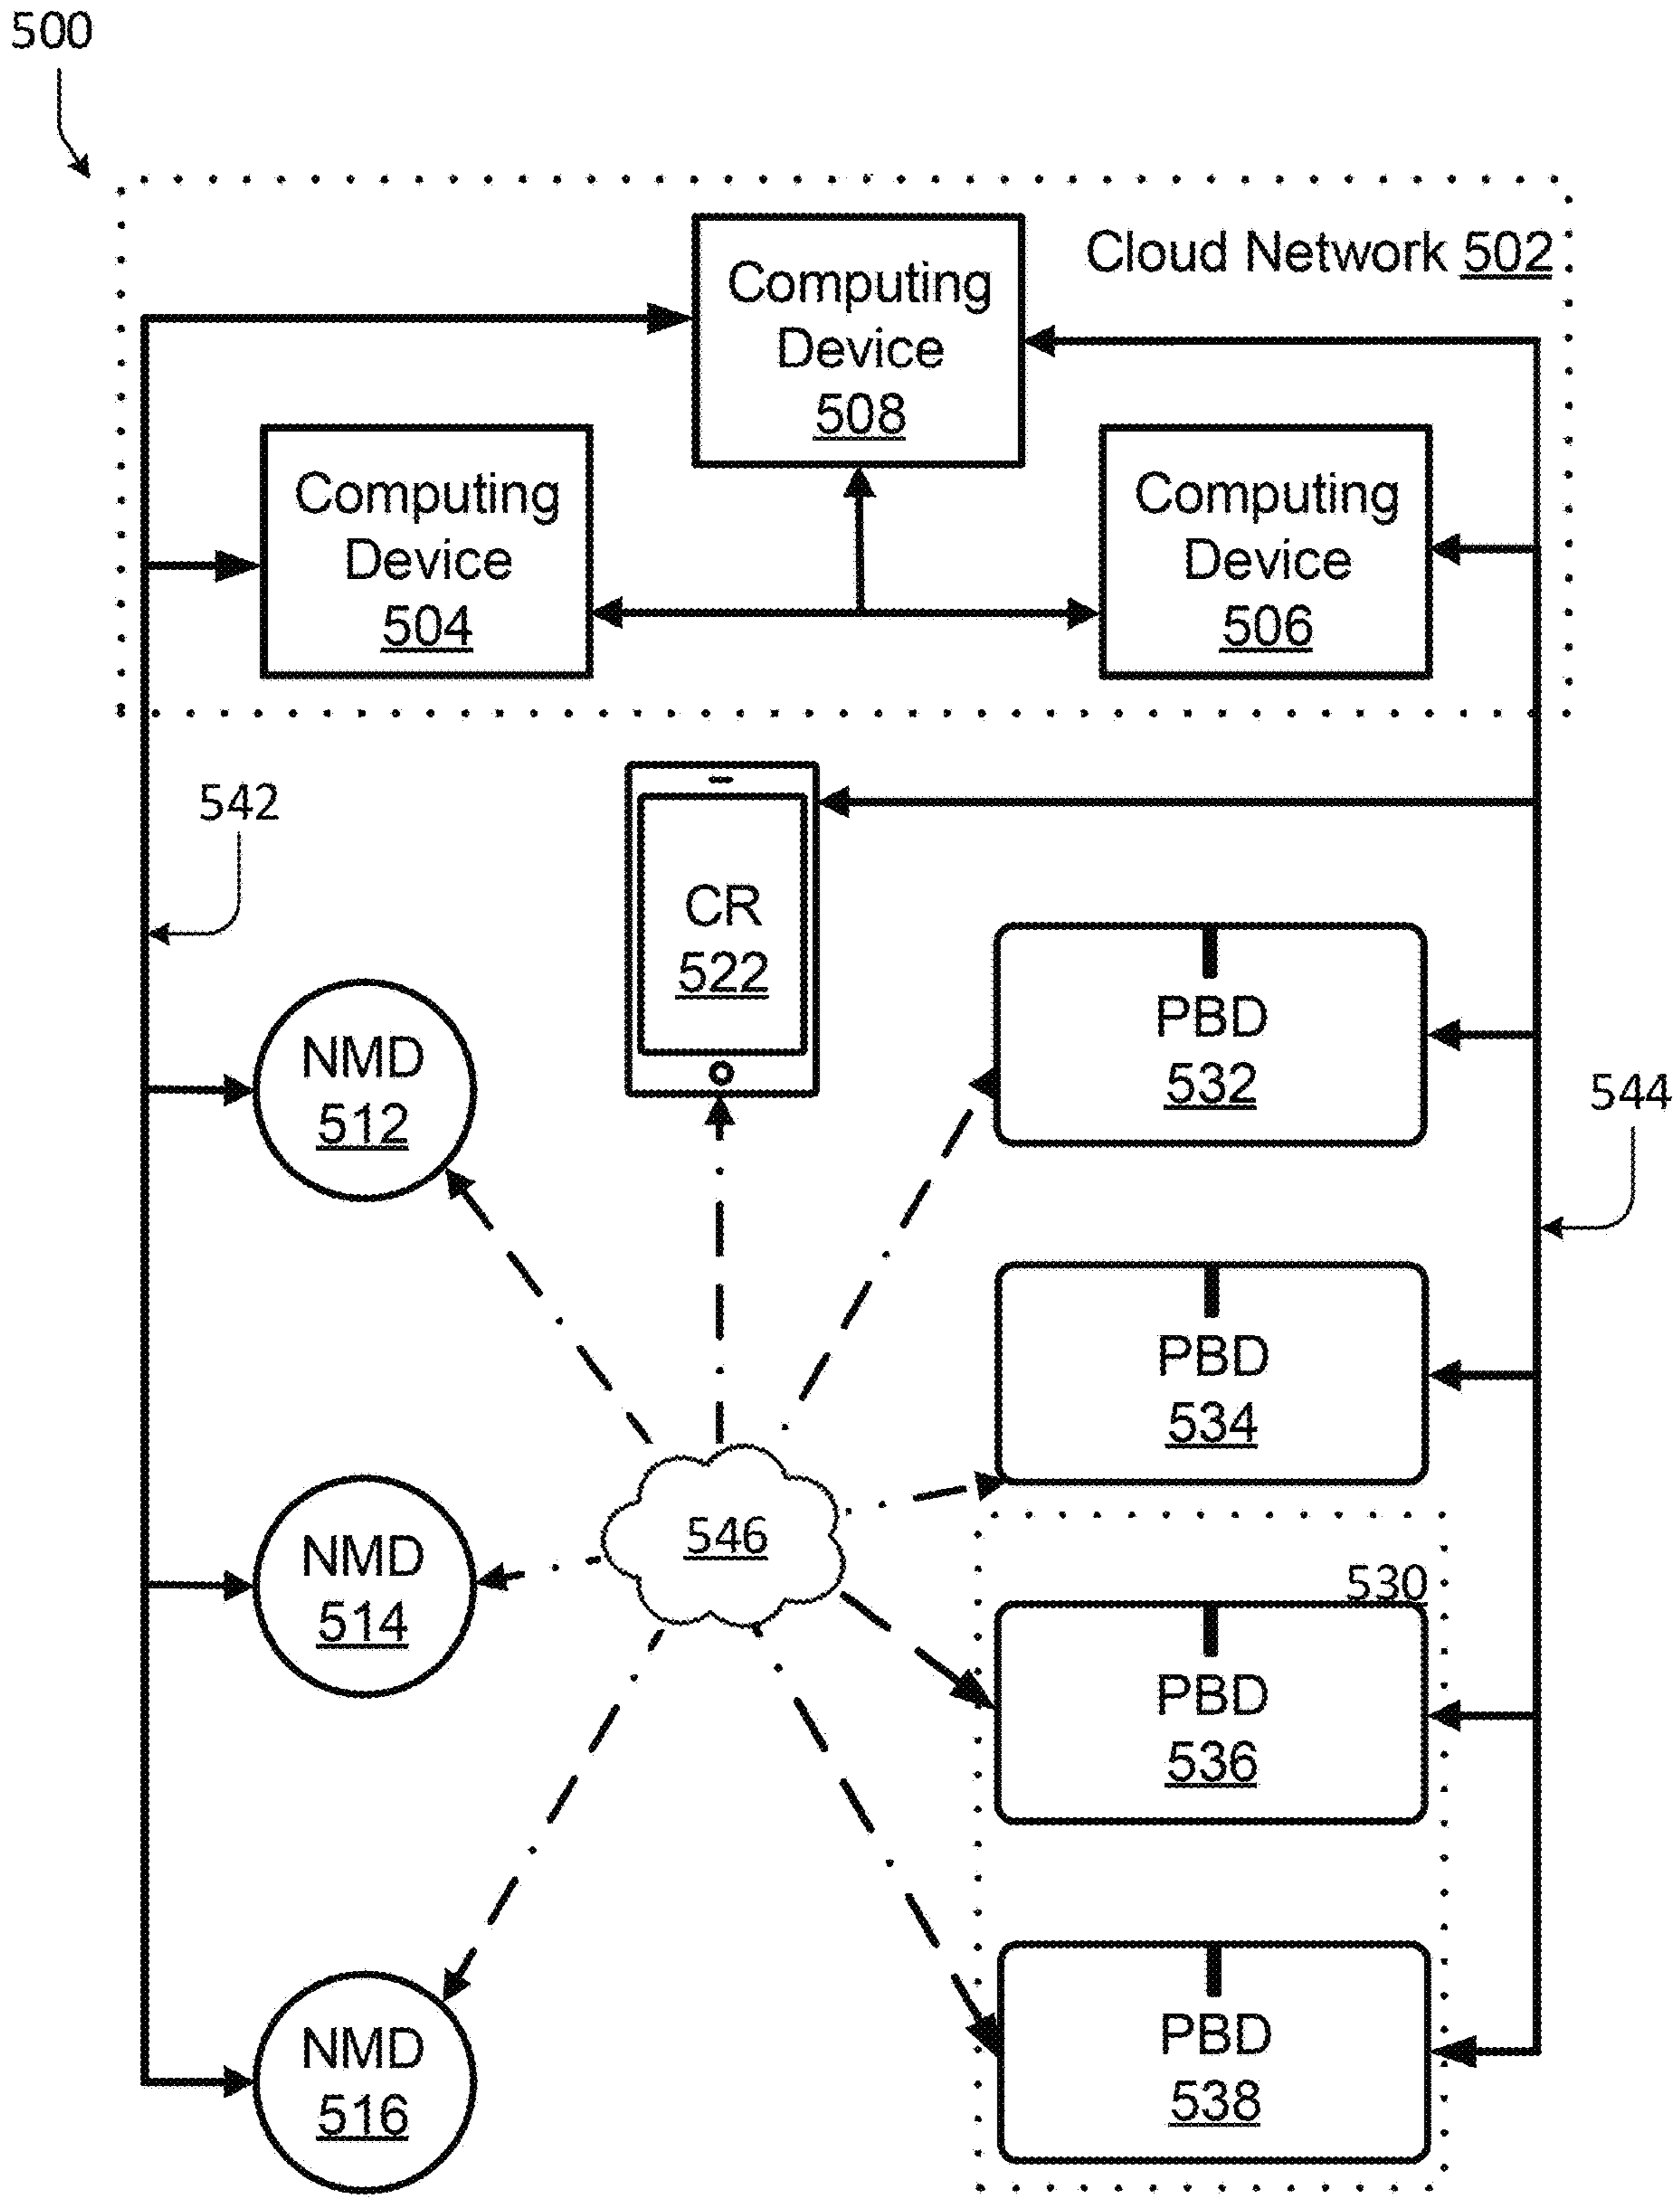 500
Cloud Network 502
Computing
Device
508
Computing
Device
504
Computing
Device
506
542
CR
522
NMD
512
PBD
532
544
PBD
534
546
NMD
514
530
PBD
536
NMD
516
PBD
538